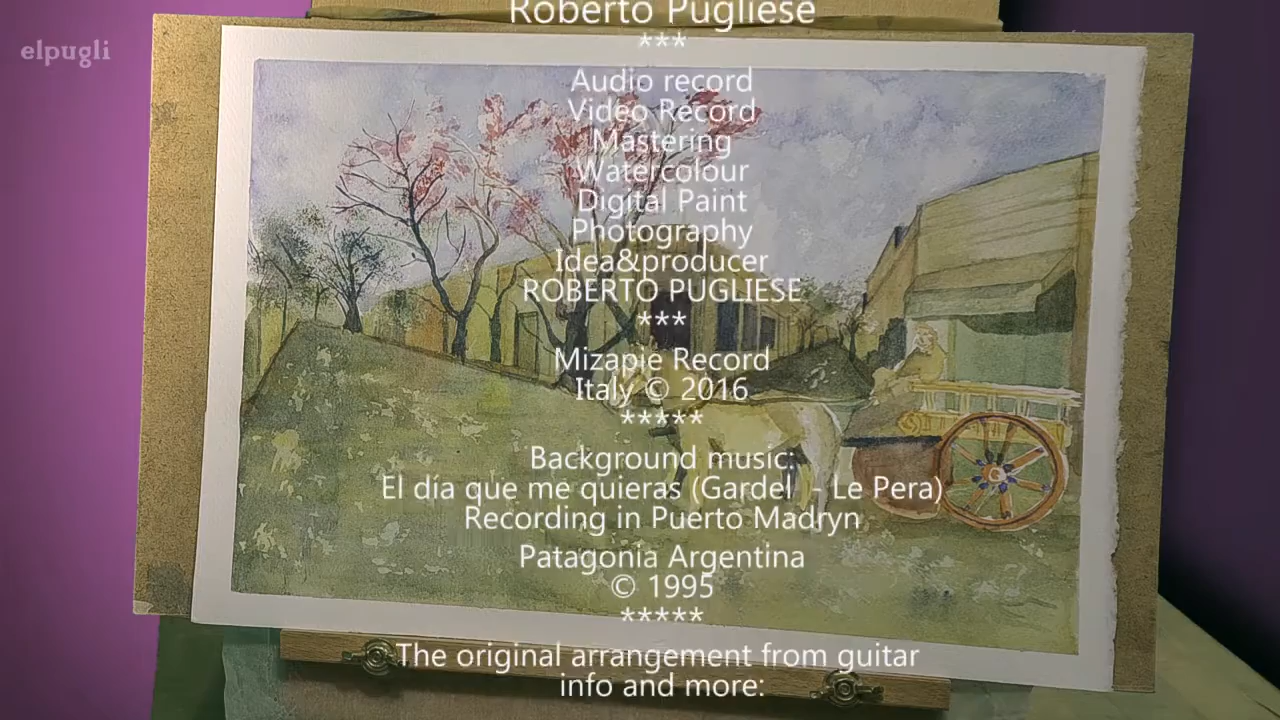 elpugli
Roberto Pugliese
***
Audio record
Video Record
Mastering
Watercolour
Digital Paint
Photography
Idea&producer
ROBERTO PUGLIESE
***
Mizapie Record
Italy © 2016
*****
Background music:
El día que me quieras (Gardel - Le Pera)
Recording in Puerto Madryn
Patagonia Argentina
© 1995
*****
The original arrangement from guitar
info and more: